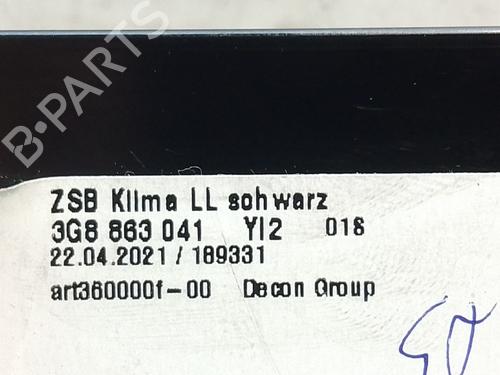 B-PARTS
ZSB Klima LL schwarz
3G8 863 041 YI2 018
22.04.2021 / 189331
art360000f-00 Decon Group